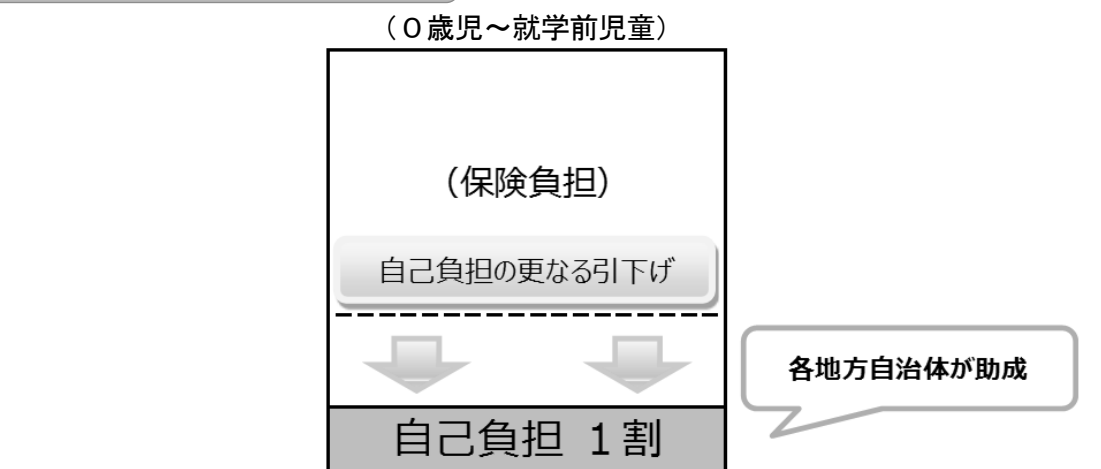 （０歳児～就学前児童）
（保険負担）
自己負担の更なる引下げ
各地方自治体が助成
自己負担 １割